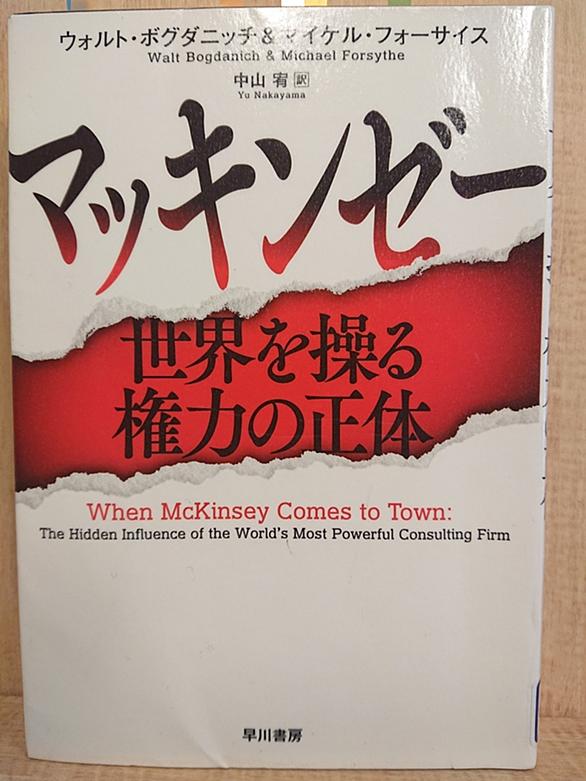 ウォルト・ボグダニッチ&マイケル・フォーサイス
Walt Bogdanich & Michael Forsythe
中山 宥 訳
Yu Nakayama
マッキンゼー
世界を操る
権力の正体
When McKinsey Comes to Town:
The Hidden Influence of the World's Most Powerful Consulting Firm
早川書房